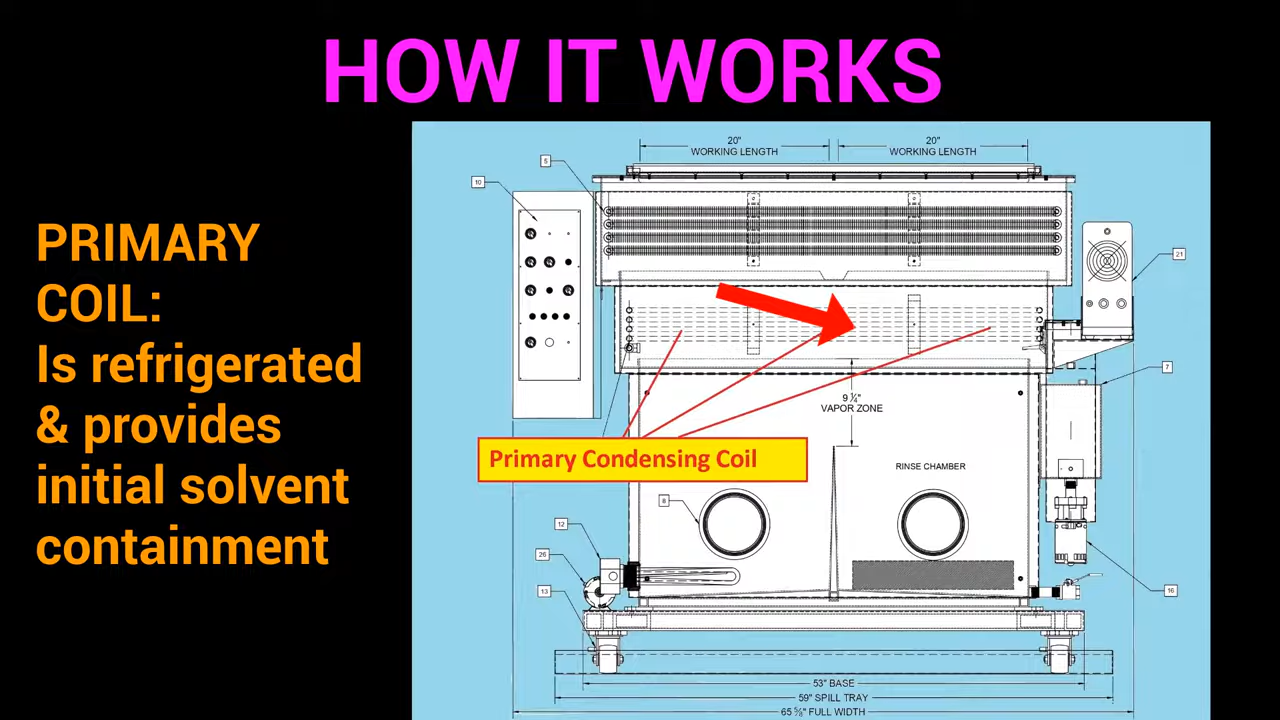 HOW IT WORKS
PRIMARY
COIL:
Is refrigerated
& provides
initial solvent
containment
20"
WORKING LENGTH
20"
WORKING LENGTH
5
10
21
7
9 ¼"
VAPOR ZONE
Primary Condensing Coil
RINSE CHAMBER
8
12
26
13
16
53" BASE
59" SPILL TRAY
65 ⅝" FULL WIDTH